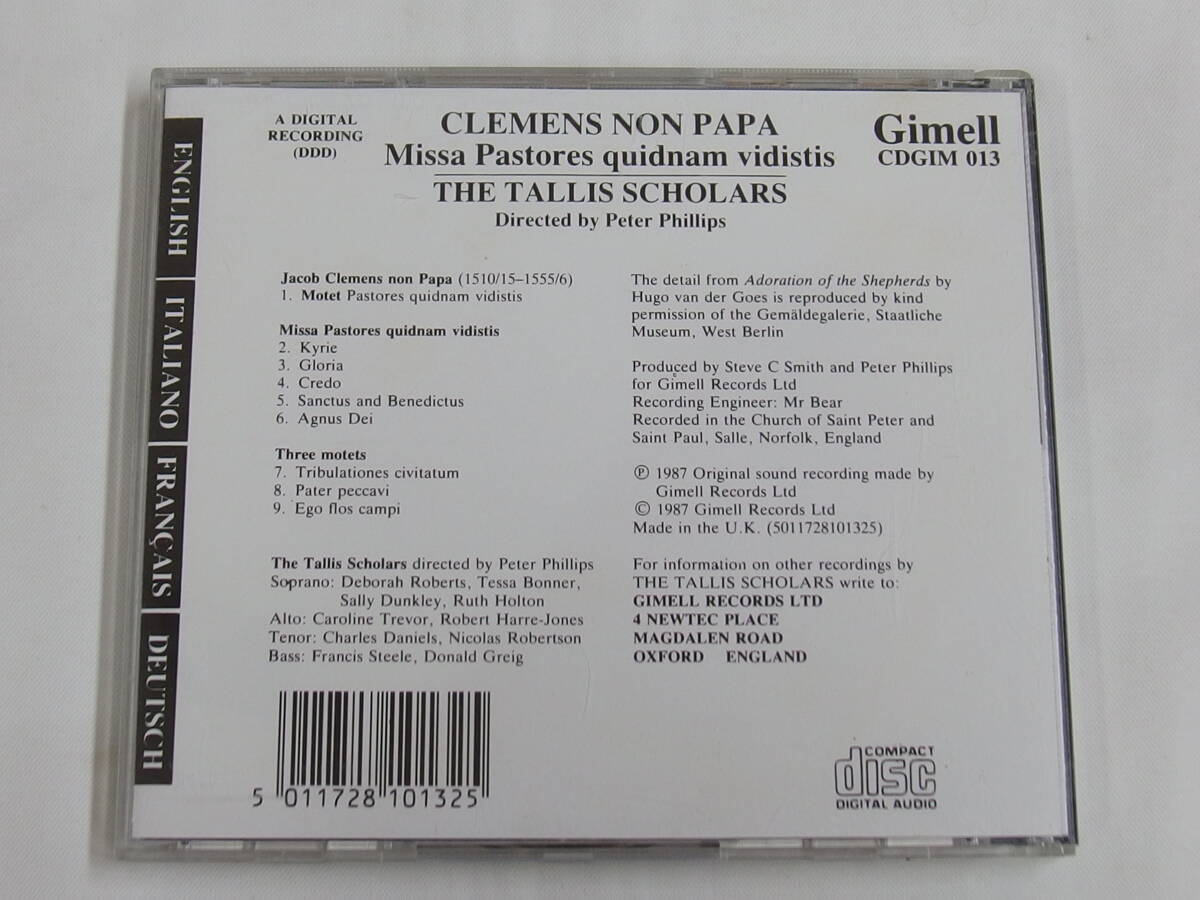 A DIGITAL
RECORDING
(DDD)
CLEMENS NON PAPA
Missa Pastores quidnam vidistis
THE TALLIS SCHOLARS
Directed by Peter Phillips
Gimell
CDGIM 013
ENGLISH
ITALIANO
FRANÇAIS
DEUTSCH
Jacob Clemens non Papa (1510/15–1555/6)
1. Motet Pastores quidnam vidistis
Missa Pastores quidnam vidistis
2. Kyrie
3. Gloria
4. Credo
5. Sanctus and Benedictus
6. Agnus Dei
Three motets
7. Tribulationes civitatum
8. Pater peccavi
9. Ego flos campi
The Tallis Scholars directed by Peter Phillips
Soprano: Deborah Roberts, Tessa Bonner,
Sally Dunkley, Ruth Holton
Alto: Caroline Trevor, Robert Harre-Jones
Tenor: Charles Daniels, Nicolas Robertson
Bass: Francis Steele, Donald Greig
The detail from Adoration of the Shepherds by
Hugo van der Goes is reproduced by kind
permission of the Gemäldegalerie, Staatliche
Museum, West Berlin
Produced by Steve C Smith and Peter Phillips
for Gimell Records Ltd
Recording Engineer: Mr Bear
Recorded in the Church of Saint Peter and
Saint Paul, Salle, Norfolk, England
℗ 1987 Original sound recording made by
Gimell Records Ltd
© 1987 Gimell Records Ltd
Made in the U.K. (5011728101325)
For information on other recordings by
THE TALLIS SCHOLARS write to:
GIMELL RECORDS LTD
4 NEWTEC PLACE
MAGDALEN ROAD
OXFORD ENGLAND
5 011728 101325
COMPACT
disc
DIGITAL AUDIO